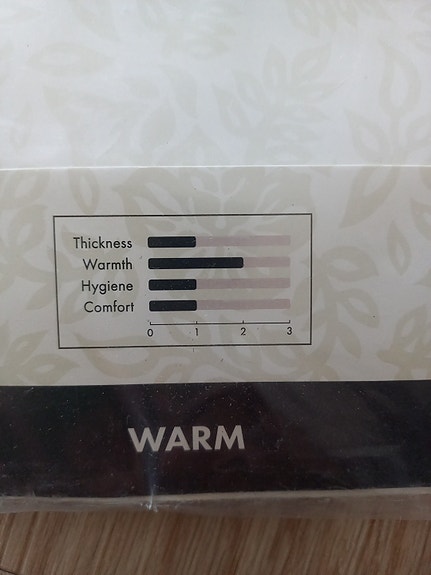 Thickness
Warmth
Hygiene
Comfort
0 1 2 3
WARM